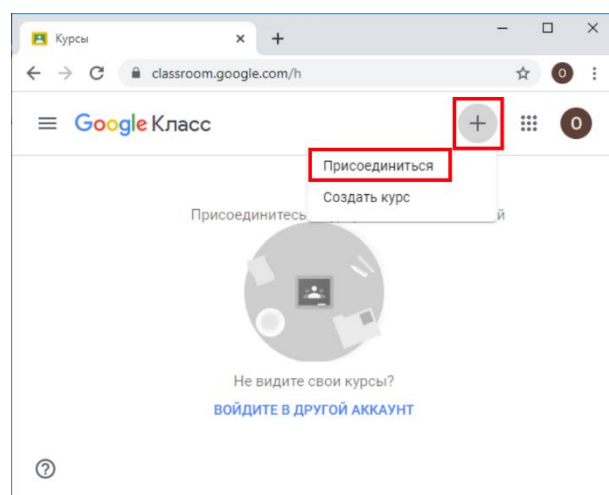 Курсы
classroom.google.com/h
О
Google Класс
О
Присоединиться
Создать курс
Присоединитесь
й
Не видите свои курсы?
ВОЙДИТЕ В ДРУГОЙ АККАУНТ